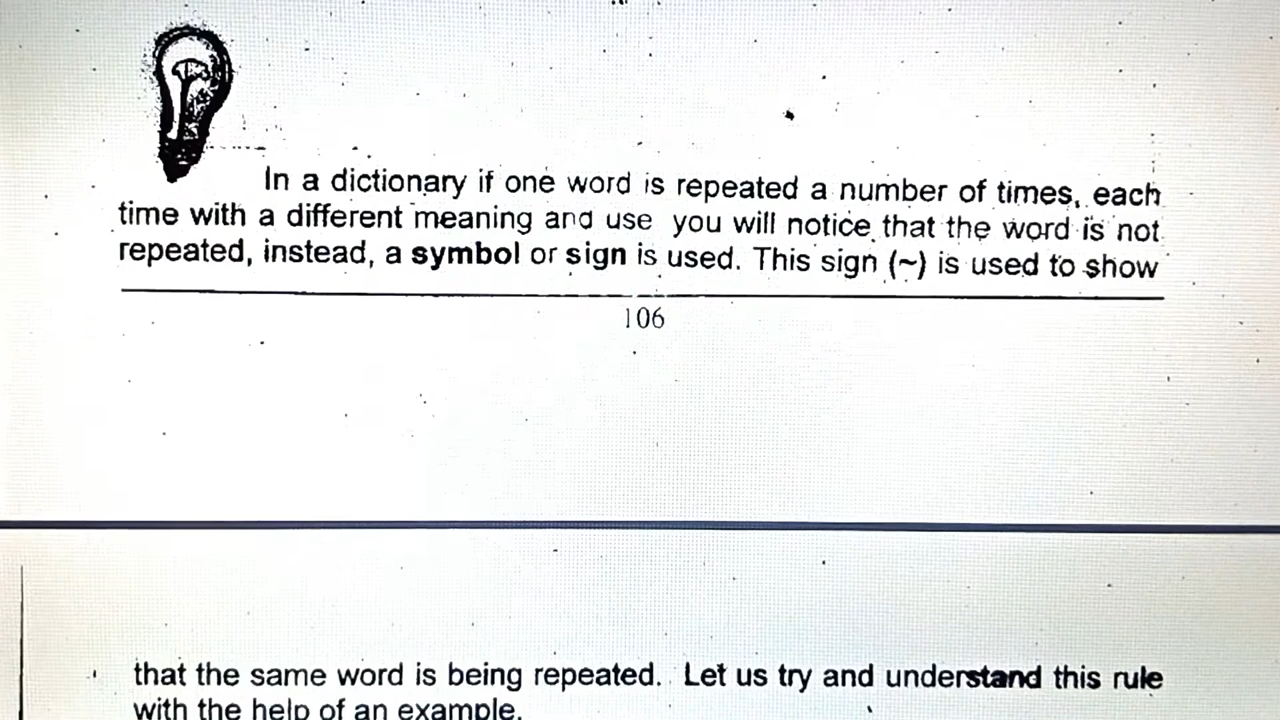 In a dictionary if one word is repeated a number of times, each
time with a different meaning and use you will notice that the word is not
repeated, instead, a symbol or sign is used. This sign (~) is used to show
106
that the same word is being repeated. Let us try and understand this rule
with the help of an example.